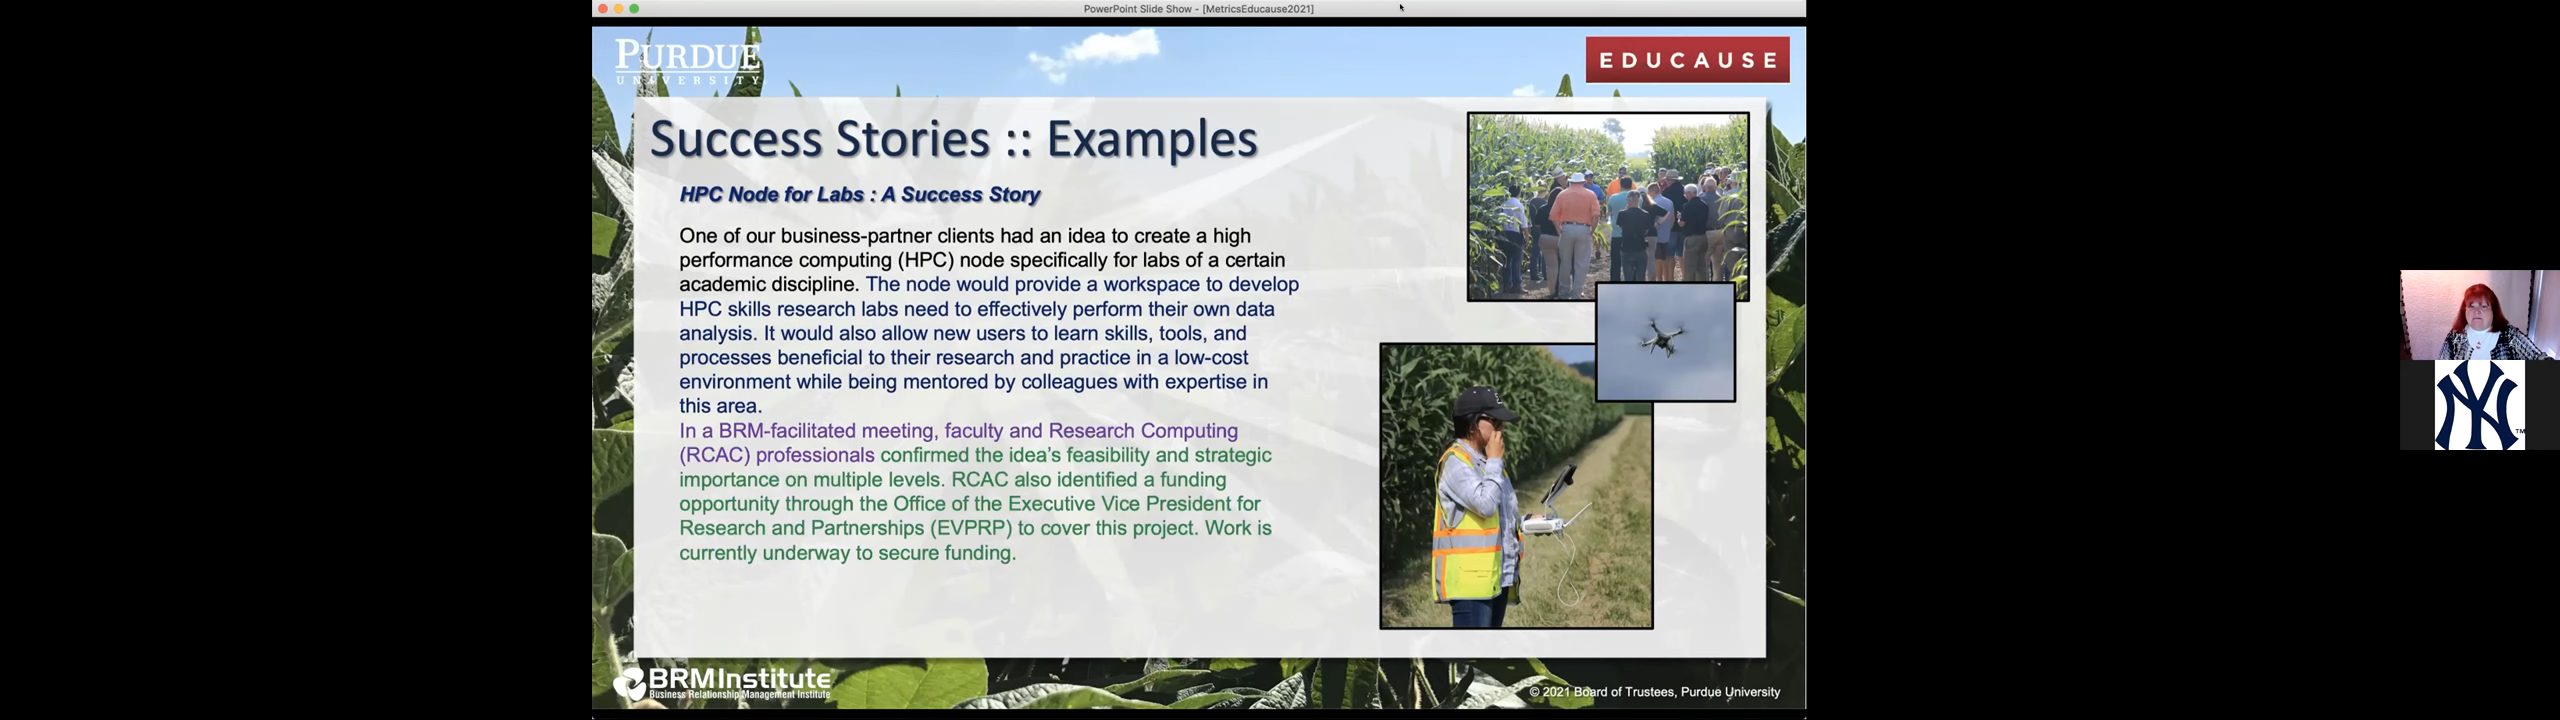 PowerPoint Slide Show - [MetricsEducause2021]
PURDUE
UNIVERSITY
EDUCAUSE
Success Stories :: Examples
HPC Node for Labs : A Success Story
One of our business-partner clients had an idea to create a high
performance computing (HPC) node specifically for labs of a certain
academic discipline. The node would provide a workspace to develop
HPC skills research labs need to effectively perform their own data
analysis. It would also allow new users to learn skills, tools, and
processes beneficial to their research and practice in a low-cost
environment while being mentored by colleagues with expertise in
this area.
In a BRM-facilitated meeting, faculty and Research Computing
(RCAC) professionals confirmed the idea’s feasibility and strategic
importance on multiple levels. RCAC also identified a funding
opportunity through the Office of the Executive Vice President for
Research and Partnerships (EVPRP) to cover this project. Work is
currently underway to secure funding.
BRMInstitute
Business Relationship Management Institute
© 2021 Board of Trustees, Purdue University
NY
TM